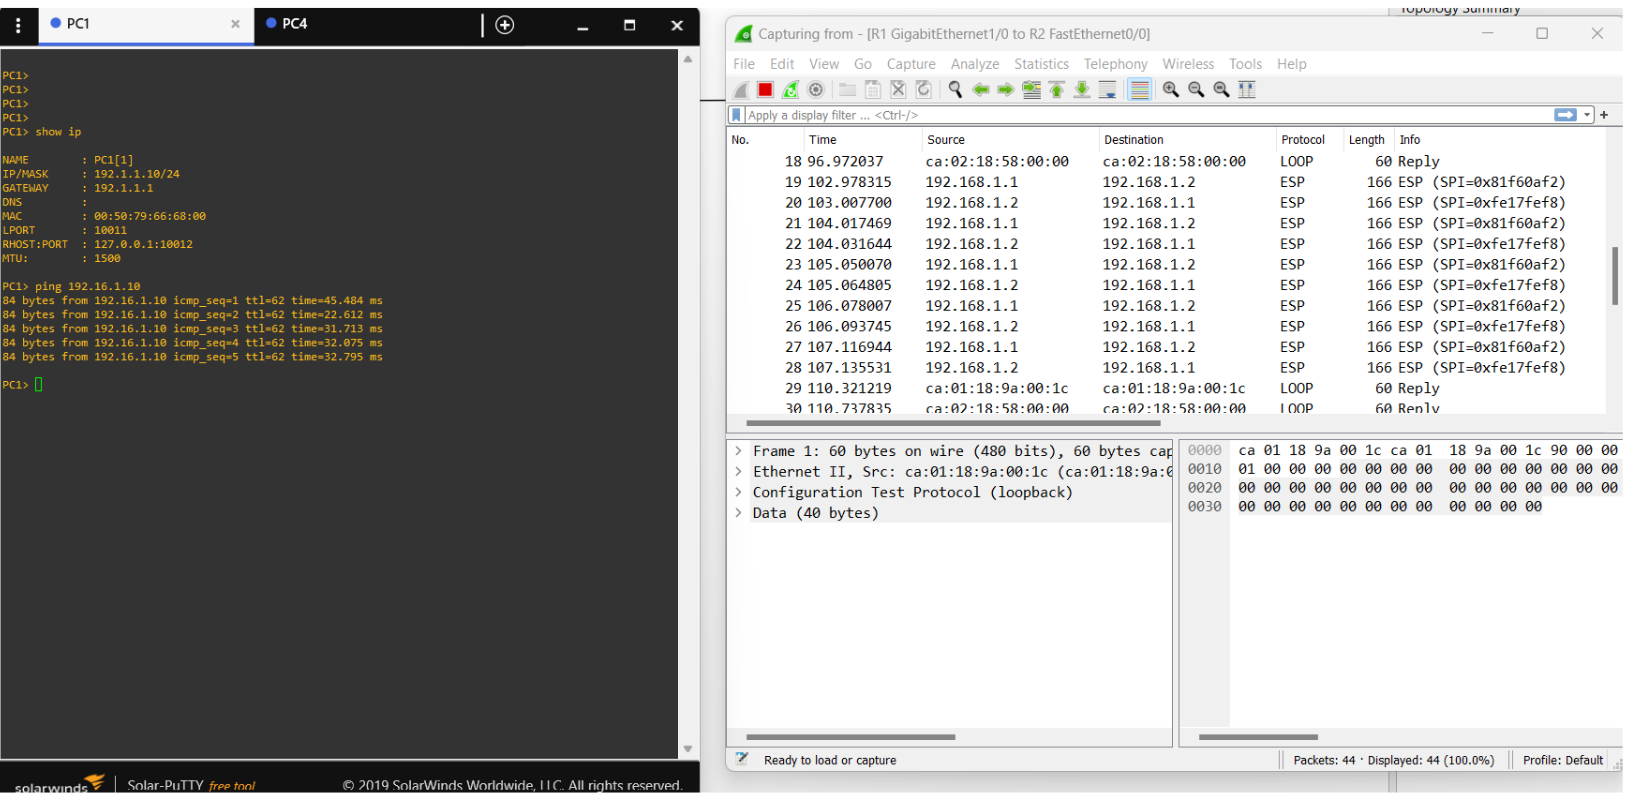 PC1
×
PC4
Topology Summary
PC1>
PC1>
PC1>
PC1>
PC1> show ip
NAME : PC1[1]
IP/MASK : 192.1.1.10/24
GATEWAY : 192.1.1.1
DNS :
MAC : 00:50:79:66:68:00
LPORT : 10011
RHOST:PORT : 127.0.0.1:10012
MTU: : 1500
PC1> ping 192.16.1.10
84 bytes from 192.16.1.10 icmp_seq=1 ttl=62 time=45.484 ms
84 bytes from 192.16.1.10 icmp_seq=2 ttl=62 time=22.612 ms
84 bytes from 192.16.1.10 icmp_seq=3 ttl=62 time=31.713 ms
84 bytes from 192.16.1.10 icmp_seq=4 ttl=62 time=32.075 ms
84 bytes from 192.16.1.10 icmp_seq=5 ttl=62 time=32.795 ms
PC1>
solarwinds Solar-PuTTY free tool © 2019 SolarWinds Worldwide, LLC. All rights reserved.
Capturing from - [R1 GigabitEthernet1/0 to R2 FastEthernet0/0]
File Edit View Go Capture Analyze Statistics Telephony Wireless Tools Help
Apply a display filter ... <Ctrl-/>
No. Time Source Destination Protocol Length Info
18 96.972037 ca:02:18:58:00:00 ca:02:18:58:00:00 LOOP 60 Reply
19 102.978315 192.168.1.1 192.168.1.2 ESP 166 ESP (SPI=0x81f60af2)
20 103.007700 192.168.1.2 192.168.1.1 ESP 166 ESP (SPI=0xfe17fef8)
21 104.017469 192.168.1.1 192.168.1.2 ESP 166 ESP (SPI=0x81f60af2)
22 104.031644 192.168.1.2 192.168.1.1 ESP 166 ESP (SPI=0xfe17fef8)
23 105.050070 192.168.1.1 192.168.1.2 ESP 166 ESP (SPI=0x81f60af2)
24 105.064805 192.168.1.2 192.168.1.1 ESP 166 ESP (SPI=0xfe17fef8)
25 106.078007 192.168.1.1 192.168.1.2 ESP 166 ESP (SPI=0x81f60af2)
26 106.093745 192.168.1.2 192.168.1.1 ESP 166 ESP (SPI=0xfe17fef8)
27 107.116944 192.168.1.1 192.168.1.2 ESP 166 ESP (SPI=0x81f60af2)
28 107.135531 192.168.1.2 192.168.1.1 ESP 166 ESP (SPI=0xfe17fef8)
29 110.321219 ca:01:18:9a:00:1c ca:01:18:9a:00:1c LOOP 60 Reply
30 110.737835 ca:02:18:58:00:00 ca:02:18:58:00:00 LOOP 60 Reply
Frame 1: 60 bytes on wire (480 bits), 60 bytes cap
Ethernet II, Src: ca:01:18:9a:00:1c (ca:01:18:9a:0
Configuration Test Protocol (loopback)
Data (40 bytes)
0000 ca 01 18 9a 00 1c ca 01 18 9a 00 1c 90 00 00
0010 01 00 00 00 00 00 00 00 00 00 00 00 00 00 00
0020 00 00 00 00 00 00 00 00 00 00 00 00 00 00 00
0030 00 00 00 00 00 00 00 00 00 00 00 00
Ready to load or capture
Packets: 44 · Displayed: 44 (100.0%)
Profile: Default